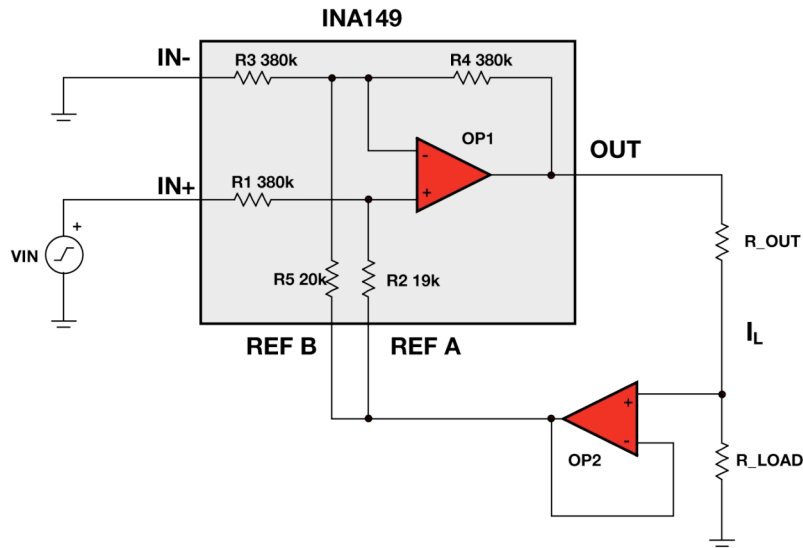 INA149
IN-
R3 380k
R4 380k
OP1
-
+
OUT
IN+
R1 380k
+
VIN
R_OUT
R5 20k
R2 19k
REF B
REF A
I_L
+
-
OP2
R_LOAD